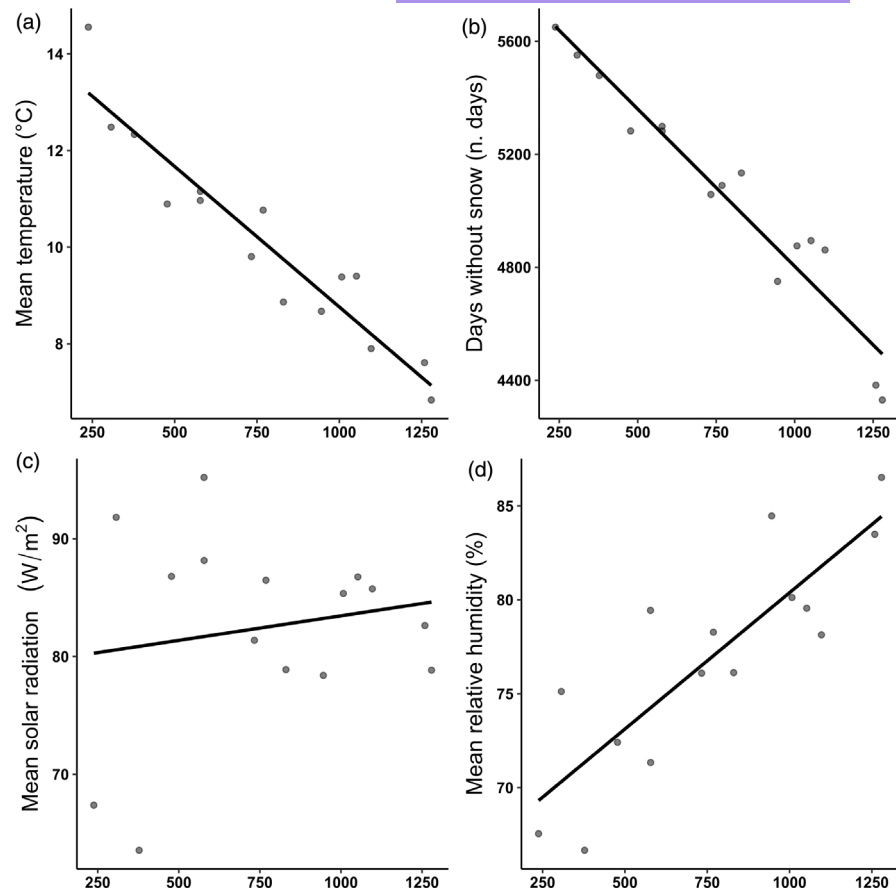 (a)
Mean temperature (°C)
14
12
10
8
250 500 750 1000 1250
(b)
Days without snow (n. days)
5600
5200
4800
4400
250 500 750 1000 1250
(c)
Mean solar radiation (W/m²)
90
80
70
250 500 750 1000 1250
(d)
Mean relative humidity (%)
85
80
75
70
250 500 750 1000 1250